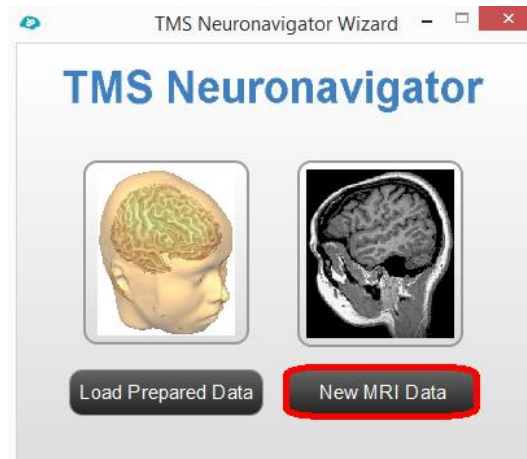 TMS Neuronavigator Wizard
TMS Neuronavigator
Load Prepared Data
New MRI Data